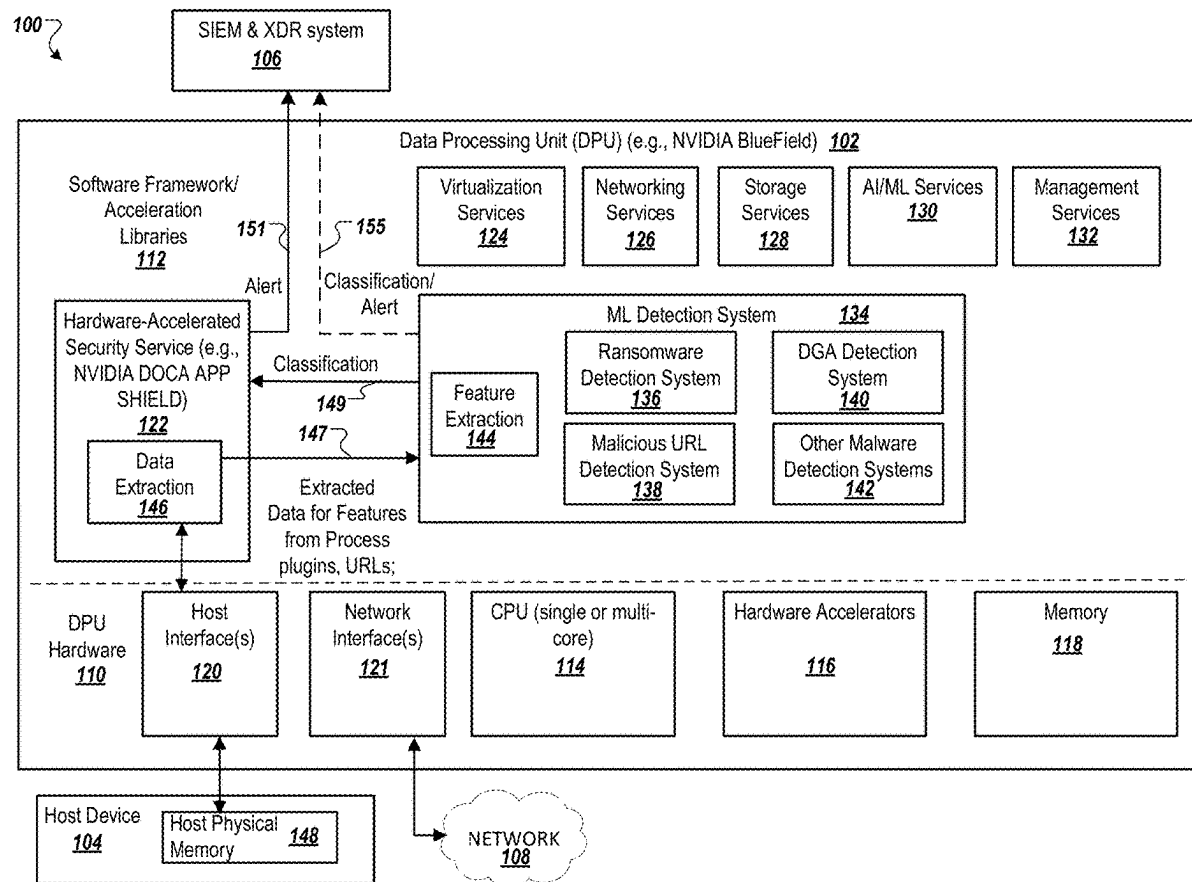 100
SIEM & XDR system
106
Data Processing Unit (DPU) (e.g., NVIDIA BlueField) 102
Software Framework/
Acceleration
Libraries
112
151
155
Alert
Classification/
Alert
Virtualization
Services
124
Networking
Services
126
Storage
Services
128
AI/ML Services
130
Management
Services
132
Hardware-Accelerated
Security Service (e.g.,
NVIDIA DOCA APP
SHIELD)
122
Data
Extraction
146
Classification
149
147
Extracted
Data for Features
from Process
plugins, URLs;
ML Detection System 134
Feature
Extraction
144
Ransomware
Detection System
136
DGA Detection
System
140
Malicious URL
Detection System
138
Other Malware
Detection Systems
142
DPU
Hardware
110
Host
Interface(s)
120
Network
Interface(s)
121
CPU (single or multi-
core)
114
Hardware Accelerators
116
Memory
118
Host Device
104
Host Physical
Memory
148
NETWORK
108